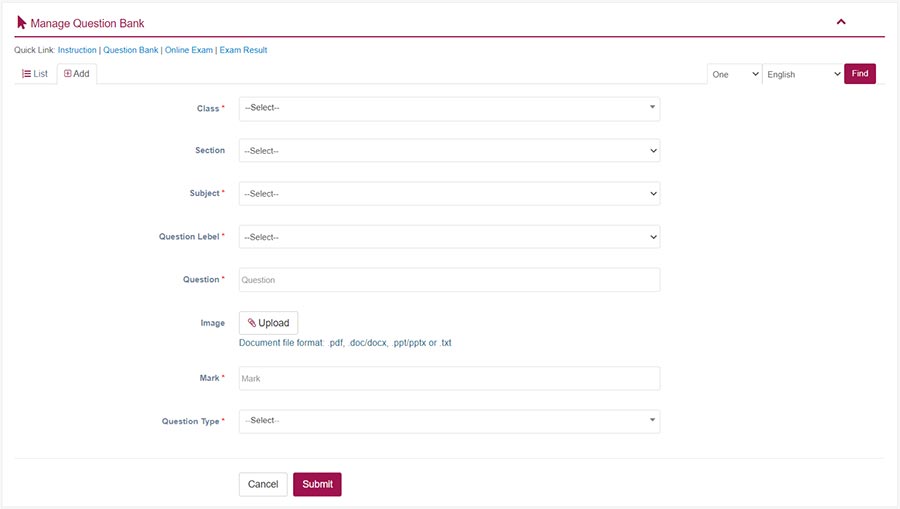 Manage Question Bank
Quick Link: Instruction | Question Bank | Online Exam | Exam Result
List Add One English Find
Class * --Select--
Section --Select--
Subject * --Select--
Question Lebel * --Select--
Question * Question
Image Upload
Document file format: .pdf, .doc/docx, .ppt/pptx or .txt
Mark * Mark
Question Type * --Select--
Cancel Submit